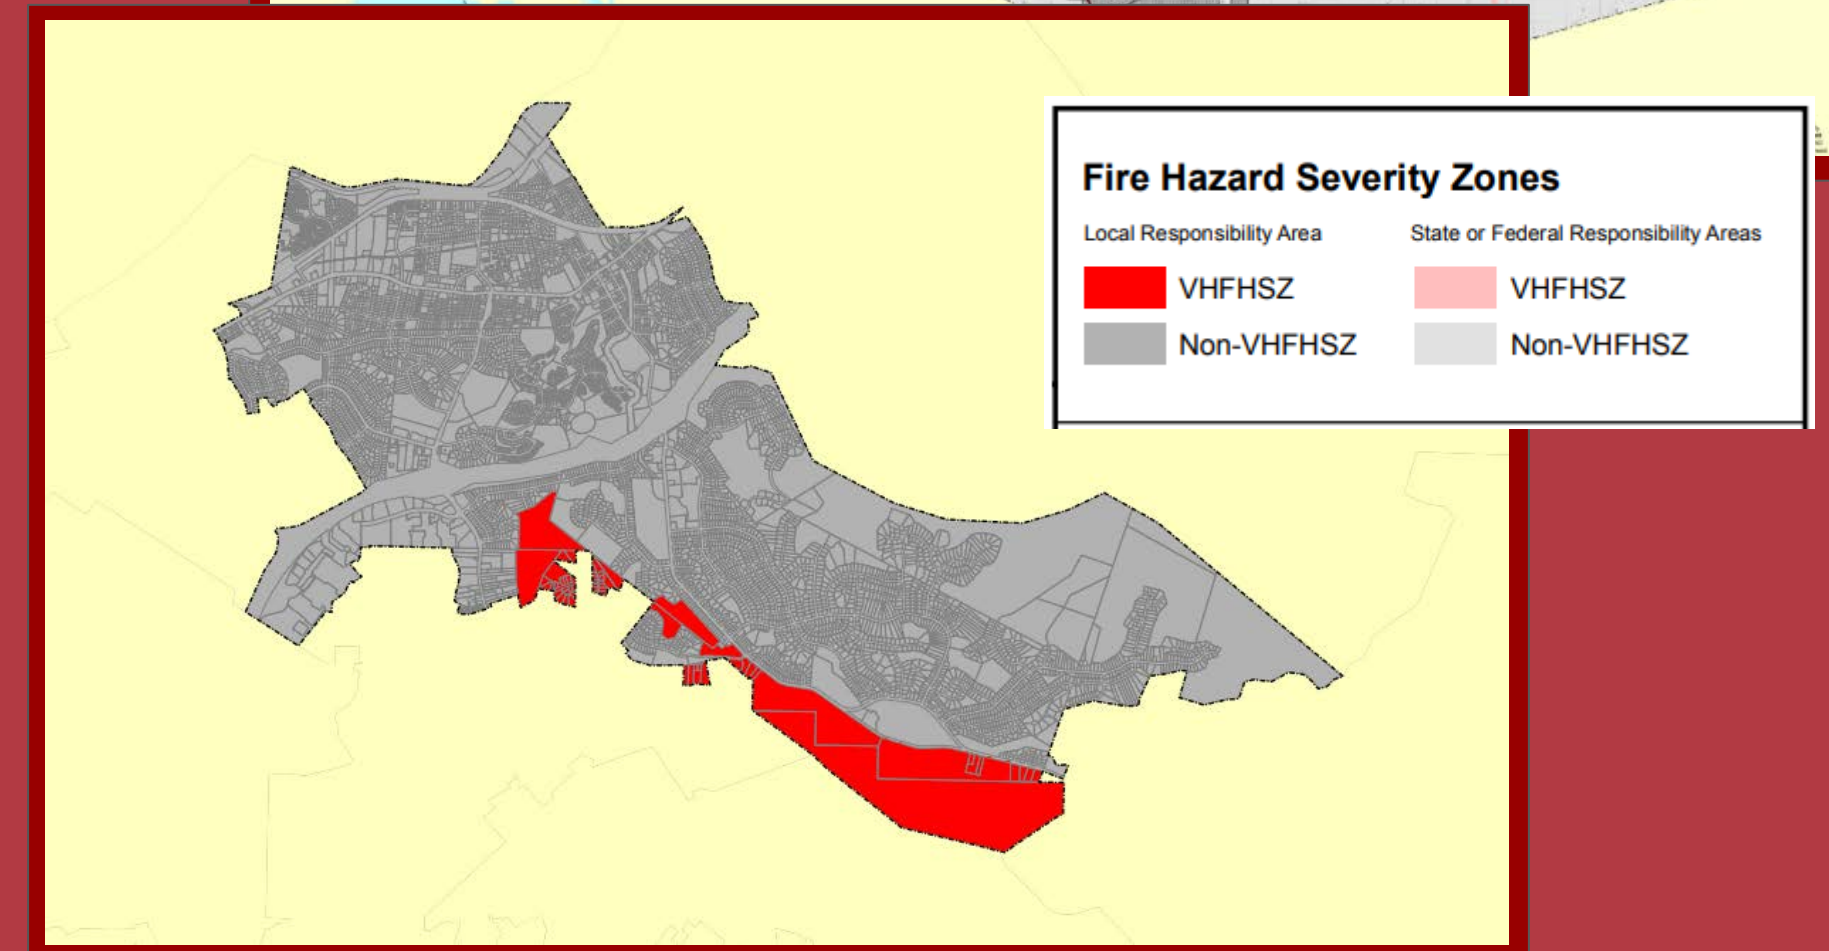 Fire Hazard Severity Zones
Local Responsibility Area State or Federal Responsibility Areas
VHFHSZ VHFHSZ
Non-VHFHSZ Non-VHFHSZ